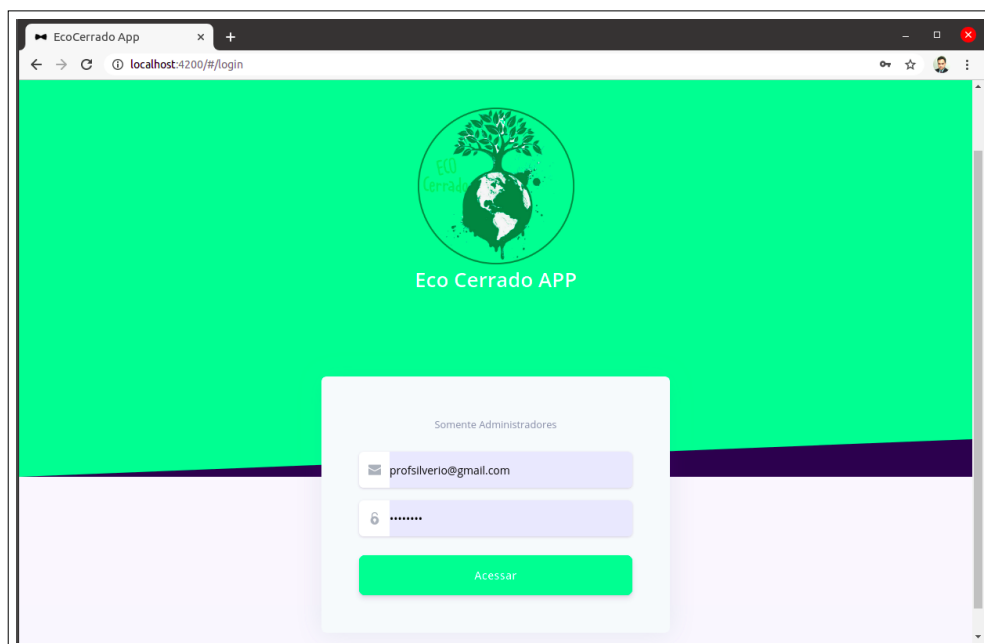 EcoCerrado App
localhost:4200/#/login
ECO
Cerrado
Eco Cerrado APP
Somente Administradores
profsilverio@gmail.com
••••••••
Acessar